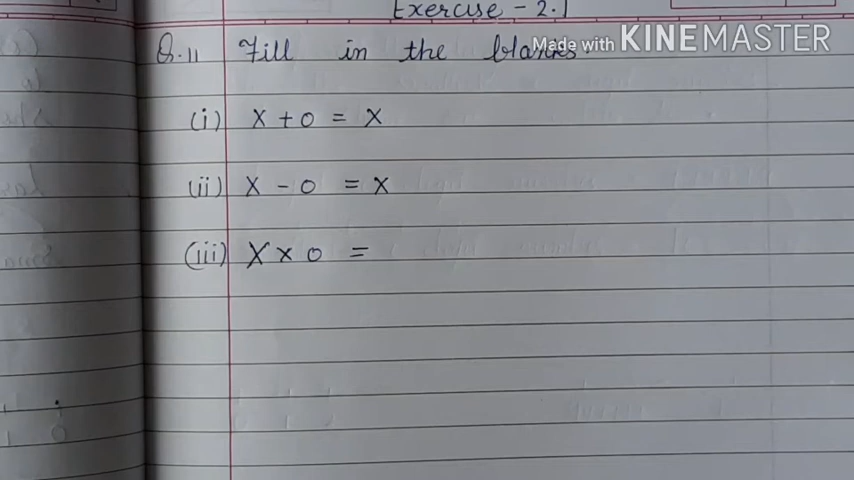 Exercise - 2.1
Made with KINEMASTER
Q.11 Fill in the blanks
(i) x + 0 = x
(ii) x - 0 = x
(iii) X × 0 =